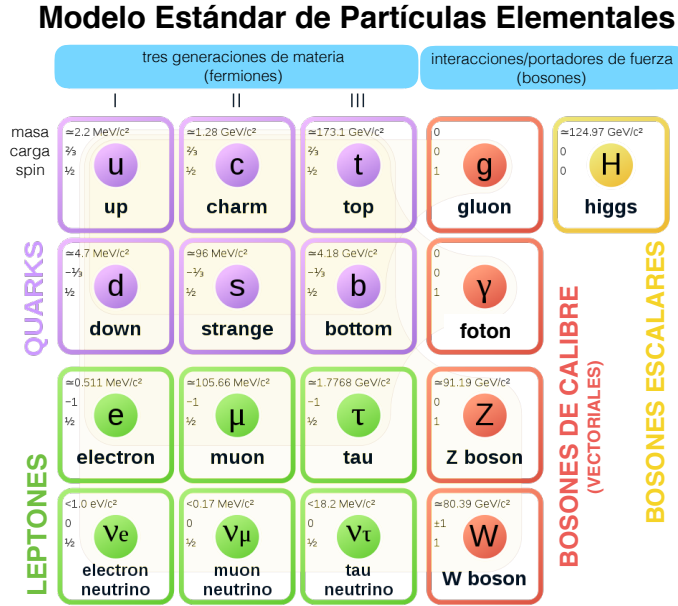 Modelo Estándar de Partículas Elementales
tres generaciones de materia
(fermiones)
interacciones/portadores de fuerza
(bosones)
I
II
III
masa
carga
spin
≃2.2 MeV/c²
⅔
½
u
up
≃1.28 GeV/c²
⅔
½
c
charm
≃173.1 GeV/c²
⅔
½
t
top
0
0
1
g
gluon
≃124.97 GeV/c²
0
0
H
higgs
QUARKS
≃4.7 MeV/c²
−⅓
½
d
down
≃96 MeV/c²
−⅓
½
s
strange
≃4.18 GeV/c²
−⅓
½
b
bottom
0
0
1
γ
foton
LEPTONES
≃0.511 MeV/c²
−1
½
e
electron
≃105.66 MeV/c²
−1
½
μ
muon
≃1.7768 GeV/c²
−1
½
τ
tau
≃91.19 GeV/c²
0
1
Z
Z boson
<1.0 eV/c²
0
½
νe
electron
neutrino
<0.17 MeV/c²
0
½
νμ
muon
neutrino
<18.2 MeV/c²
0
½
ντ
tau
neutrino
≃80.39 GeV/c²
±1
1
W
W boson
BOSONES DE CALIBRE
(VECTORIALES)
BOSONES ESCALARES